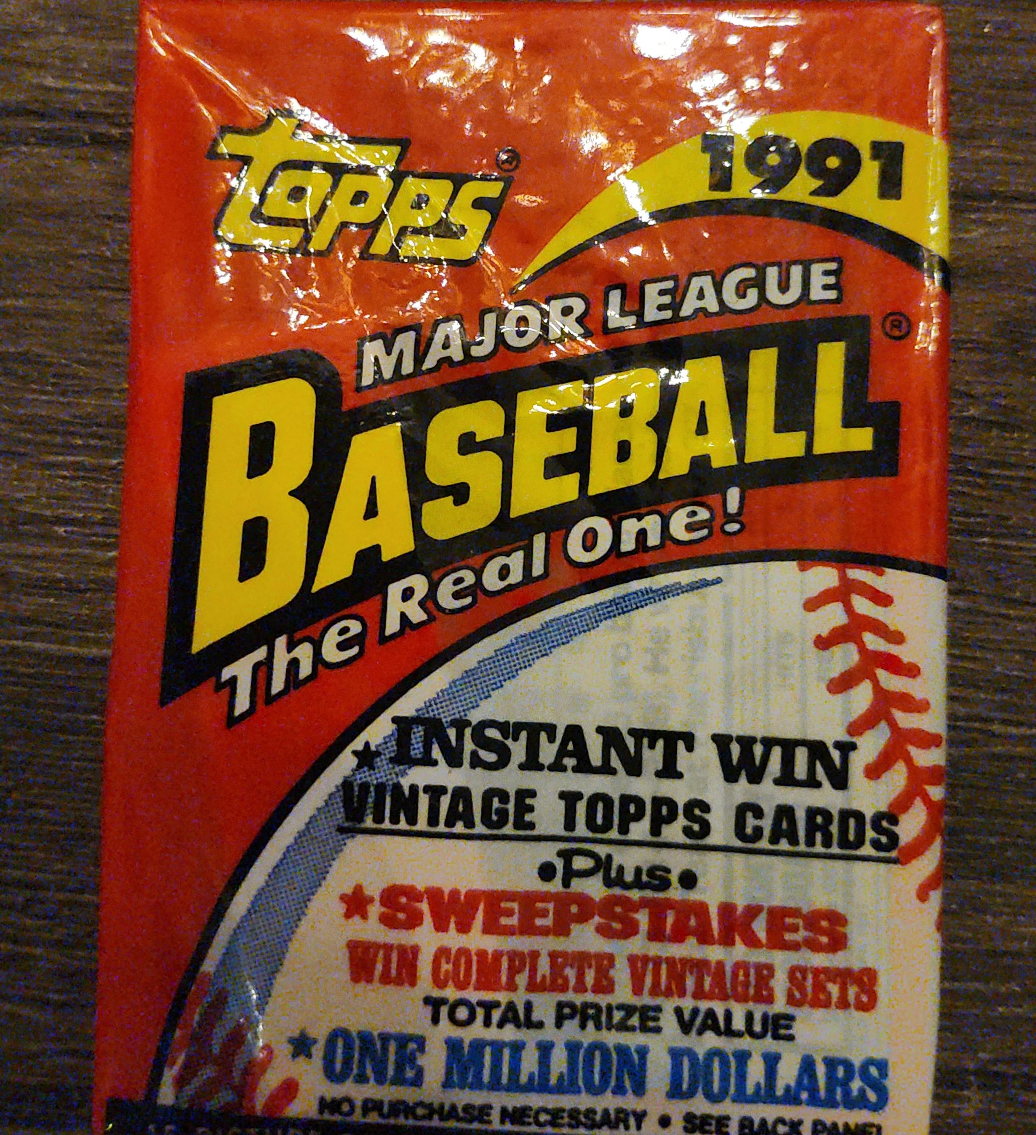 Topps®
1991
MAJOR LEAGUE
BASEBALL®
The Real One!
★INSTANT WIN
VINTAGE TOPPS CARDS
•Plus•
★SWEEPSTAKES
WIN COMPLETE VINTAGE SETS
TOTAL PRIZE VALUE
★ONE MILLION DOLLARS
NO PURCHASE NECESSARY • SEE BACK PANEL